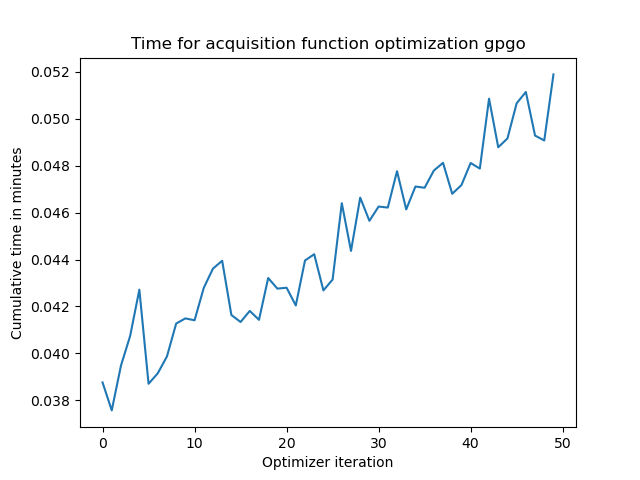 Time for acquisition function optimization gpgo
Cumulative time in minutes
0.052
0.050
0.048
0.046
0.044
0.042
0.040
0.038
0 10 20 30 40 50
Optimizer iteration